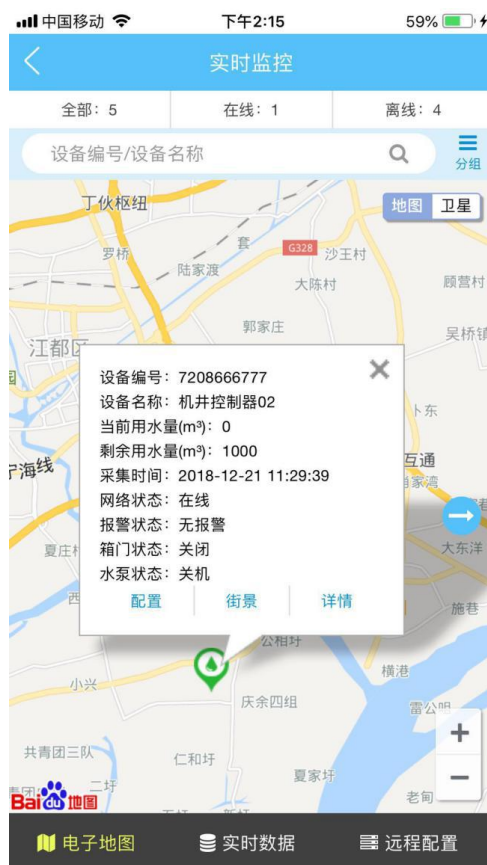 中国移动
下午2:15
59%
实时监控
全部：5
在线：1
离线：4
设备编号/设备名称
分组
丁伙枢纽
地图
卫星
罗桥
套
G328
沙王村
陆家渡
大陈村
顾营村
郭家庄
吴桥镇
江都区
设备编号：7208666777
设备名称：机井控制器02
当前用水量(m³)：0
剩余用水量(m³)：1000
采集时间：2018-12-21 11:29:39
网络状态：在线
报警状态：无报警
箱门状态：关闭
水泵状态：关机
配置
街景
详情
卜东
互通
宁海线
夏庄村
大东洋
西
施巷
公相圩
横港
小兴
庆余四组
雷公咀
共青团三队
仁和圩
夏家圩
二圩
老甸
+
−
Bai du 地图
电子地图
实时数据
远程配置